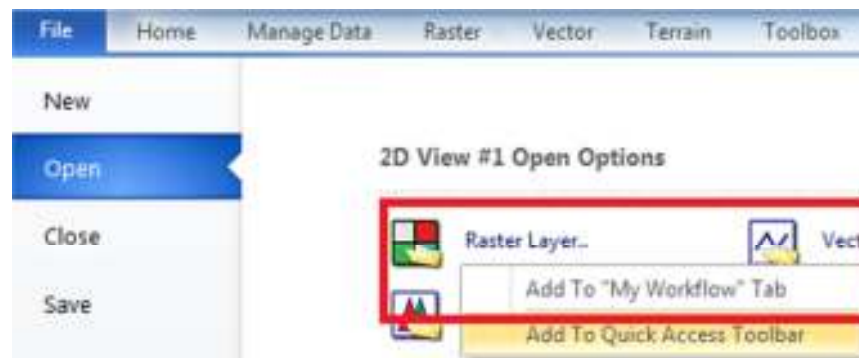 File Home Manage Data Raster Vector Terrain Toolbox
New
Open
2D View #1 Open Options
Close
Raster Layer... Vect
Add To "My Workflow" Tab
Save
Add To Quick Access Toolbar